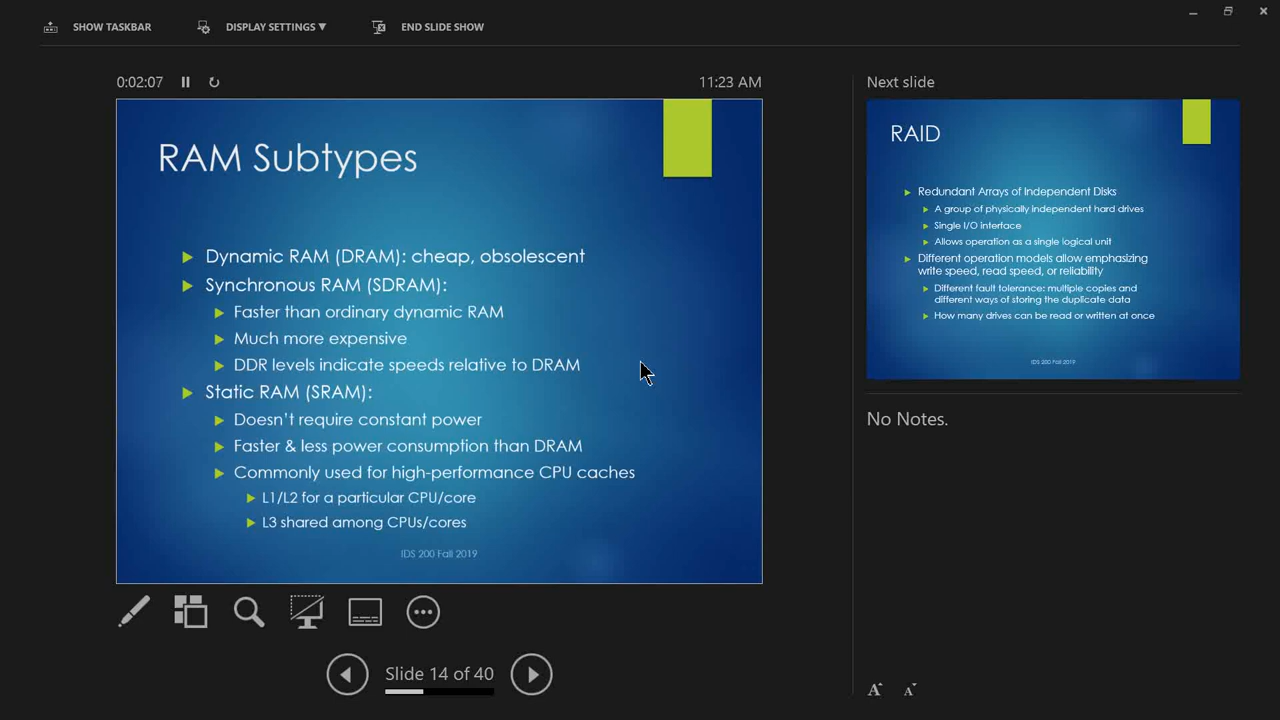 SHOW TASKBAR
DISPLAY SETTINGS ▼
END SLIDE SHOW
0:02:07
11:23 AM
RAM Subtypes
Dynamic RAM (DRAM): cheap, obsolescent
Synchronous RAM (SDRAM):
Faster than ordinary dynamic RAM
Much more expensive
DDR levels indicate speeds relative to DRAM
Static RAM (SRAM):
Doesn't require constant power
Faster & less power consumption than DRAM
Commonly used for high-performance CPU caches
L1/L2 for a particular CPU/core
L3 shared among CPUs/cores
IDS 200 Fall 2019
Slide 14 of 40
Next slide
RAID
Redundant Arrays of Independent Disks
A group of physically independent hard drives
Single I/O interface
Allows operation as a single logical unit
Different operation models allow emphasizing
write speed, read speed, or reliability
Different fault tolerance: multiple copies and
different ways of storing the duplicate data
How many drives can be read or written at once
IDS 200 Fall 2019
No Notes.
A A